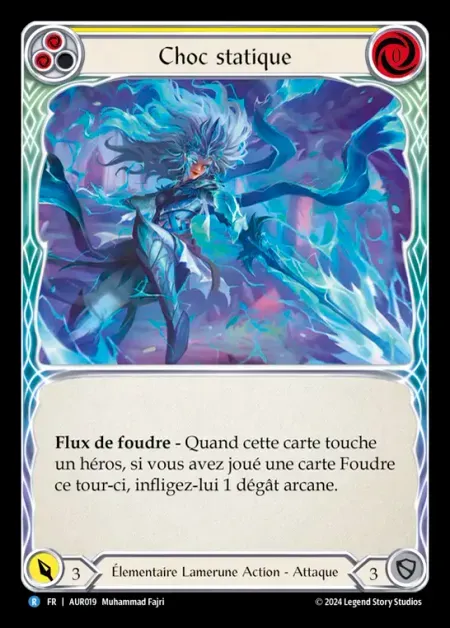 Choc statique
0
Flux de foudre - Quand cette carte touche
un héros, si vous avez joué une carte Foudre
ce tour-ci, infligez-lui 1 dégât arcane.
3
Élementaire Lamerune Action - Attaque
3
R FR | AUR019 Muhammad Fajri
© 2024 Legend Story Studios